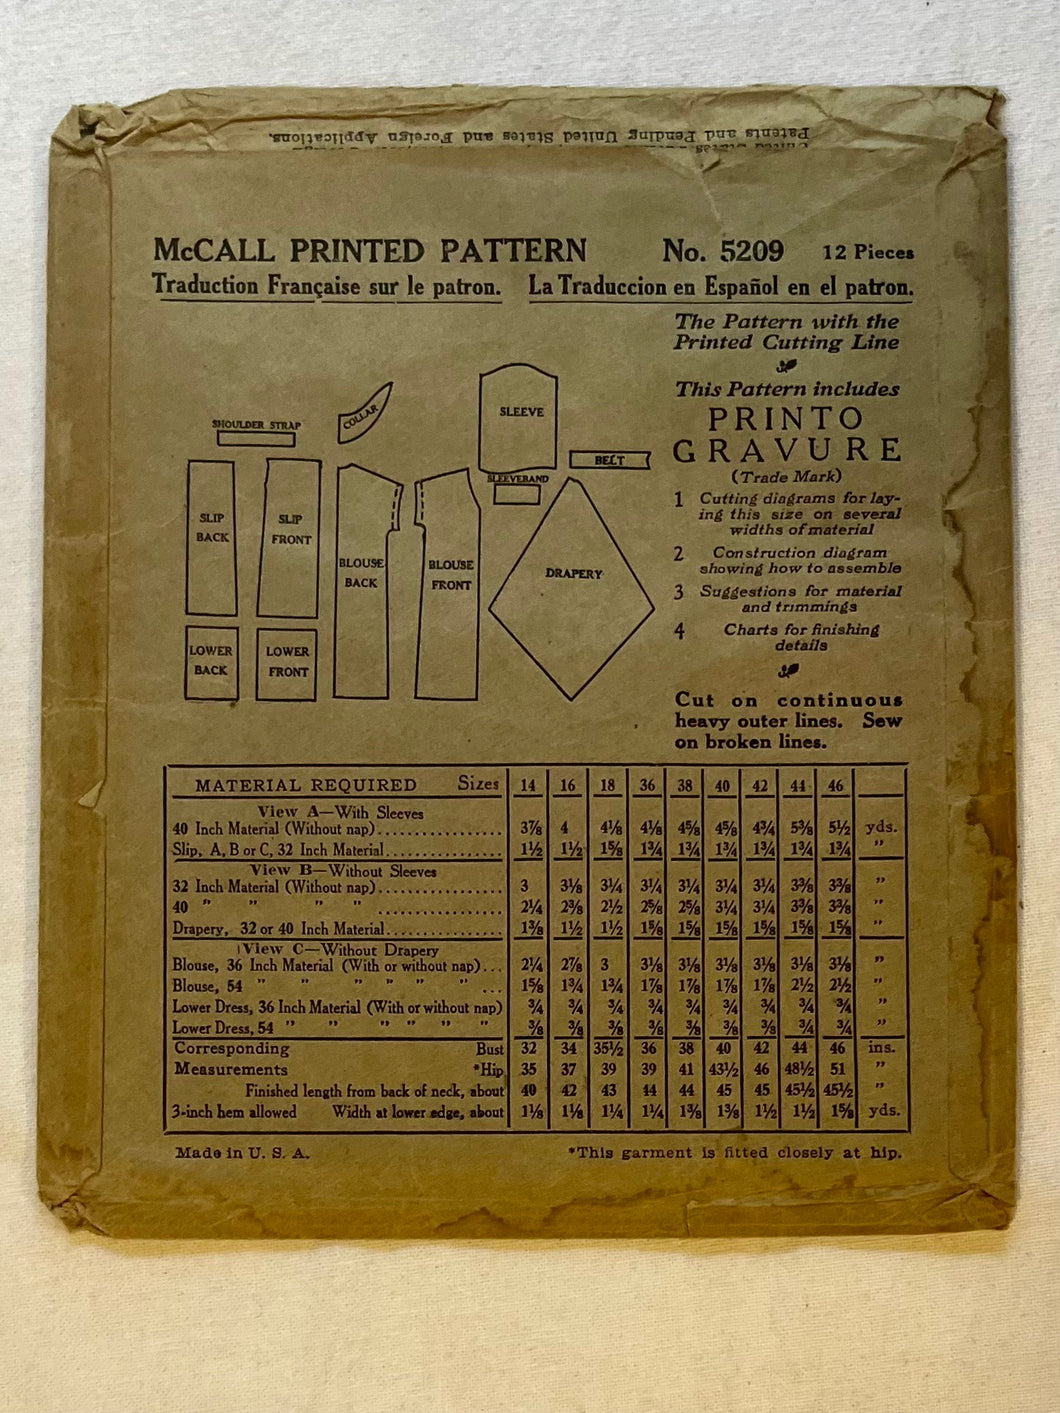 Patents and Pending United States and Foreign Applications.
McCALL PRINTED PATTERN No. 5209 12 Pieces
Traduction Française sur le patron. La Traduccion en Español en el patron.
The Pattern with the
Printed Cutting Line
This Pattern includes
PRINTO
GRAVURE
(Trade Mark)
1 Cutting diagrams for lay-
ing this size on several
widths of material
2 Construction diagram
showing how to assemble
3 Suggestions for material
and trimmings
4 Charts for finishing
details
Cut on continuous
heavy outer lines. Sew
on broken lines.
SHOULDER STRAP
COLLAR
SLEEVE
BELT
SLEEVEBAND
SLIP
BACK
SLIP
FRONT
BLOUSE
BACK
BLOUSE
FRONT
DRAPERY
LOWER
BACK
LOWER
FRONT
MATERIAL REQUIRED Sizes 14 16 18 36 38 40 42 44 46
View A—With Sleeves
40 Inch Material (Without nap)................ 3⅞ 4 4⅛ 4⅛ 4⅝ 4⅝ 4¾ 5⅜ 5½ yds.
Slip, A, B or C, 32 Inch Material................ 1½ 1½ 1⅝ 1¾ 1¾ 1¾ 1¾ 1¾ 1¾ "
View B—Without Sleeves
32 Inch Material (Without nap)................ 3 3⅛ 3¼ 3¼ 3¼ 3¼ 3¼ 3⅜ 3⅜ "
40 " " " " ................ 2¼ 2⅜ 2½ 2⅝ 2⅝ 3¼ 3¼ 3⅜ 3⅜ "
Drapery, 32 or 40 Inch Material................ 1⅜ 1½ 1½ 1⅝ 1⅝ 1⅝ 1⅝ 1⅝ 1⅝ "
View C—Without Drapery
Blouse, 36 Inch Material (With or without nap)... 2¼ 2⅞ 3 3⅛ 3⅛ 3⅛ 3⅛ 3⅛ 3⅛ "
Blouse, 54 " " " " " " ... 1⅝ 1¾ 1¾ 1⅞ 1⅞ 1⅞ 1⅞ 2½ 2½ "
Lower Dress, 36 Inch Material (With or without nap) ¾ ¾ ¾ ¾ ¾ ¾ ¾ ¾ ¾ "
Lower Dress, 54 " " " " " " ⅜ ⅜ ⅜ ⅜ ⅜ ⅜ ⅜ ¾ ¾ "
Corresponding Bust 32 34 35½ 36 38 40 42 44 46 ins.
Measurements *Hip 35 37 39 39 41 43½ 46 48½ 51 "
Finished length from back of neck, about 40 42 43 44 44 45 45 45½ 45½ "
3-inch hem allowed Width at lower edge, about 1⅛ 1⅛ 1¼ 1¼ 1⅜ 1⅜ 1½ 1½ 1⅝ yds.
Made in U. S. A. *This garment is fitted closely at hip.